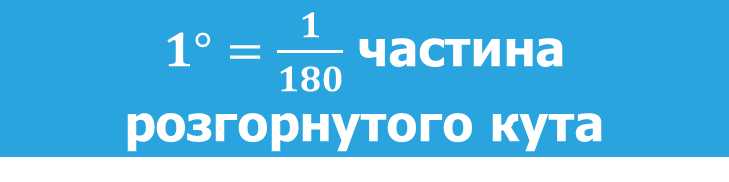 1° = 1/180 частина
розгорнутого кута